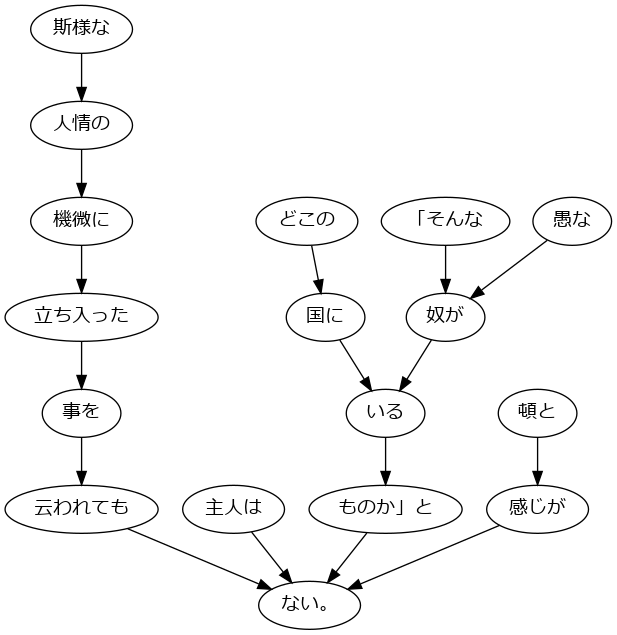 斯様な
人情の
機微に
どこの
「そんな
愚な
立ち入った
国に
奴が
事を
いる
頓と
云われても
主人は
ものか」と
感じが
ない。